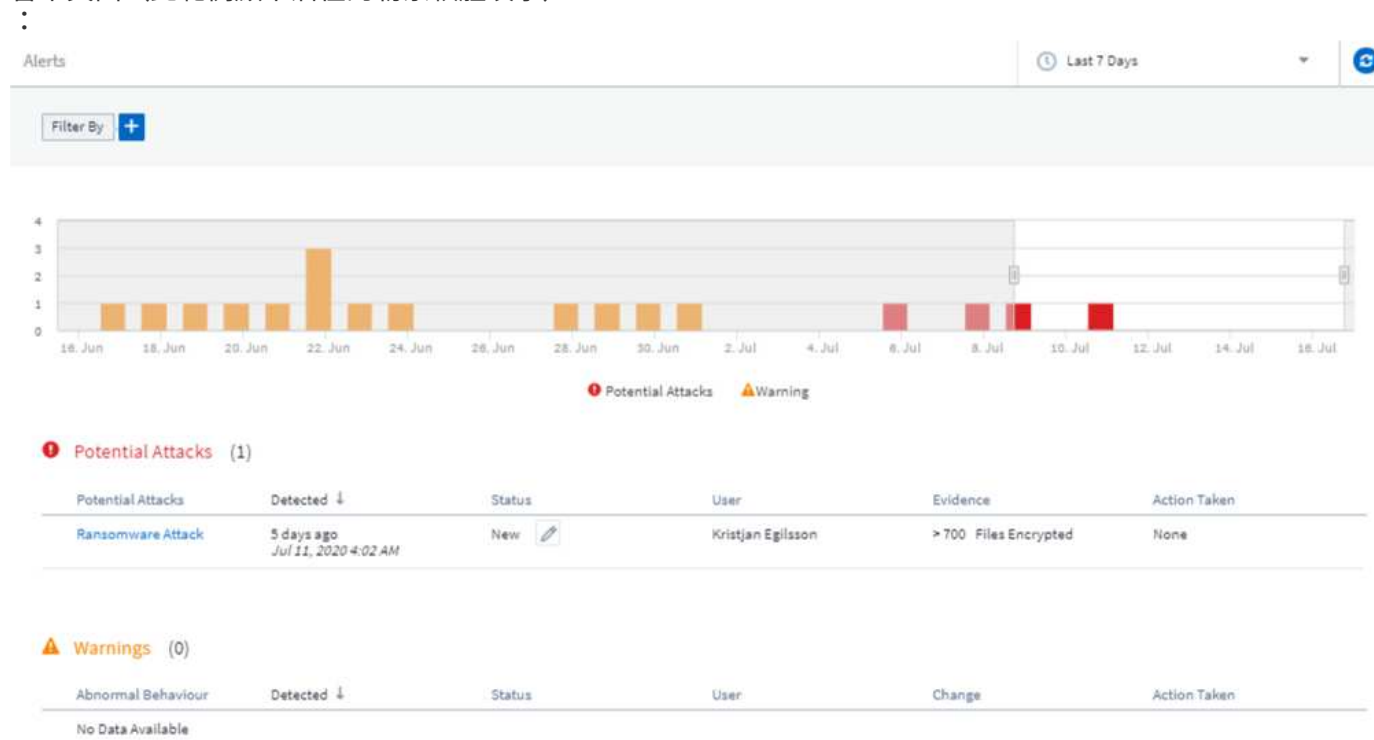 :
Alerts
Last 7 Days
Filter By +
4
3
2
1
0
16. Jun 18. Jun 20. Jun 22. Jun 24. Jun 26. Jun 28. Jun 30. Jun 2. Jul 4. Jul 6. Jul 8. Jul 10. Jul 12. Jul 14. Jul 16. Jul
Potential Attacks Warning
Potential Attacks (1)
Potential Attacks Detected ↓ Status User Evidence Action Taken
Ransomware Attack 5 days ago New Kristjan Egilsson > 700 Files Encrypted None
Jul 11, 2020 4:02 AM
Warnings (0)
Abnormal Behaviour Detected ↓ Status User Change Action Taken
No Data Available